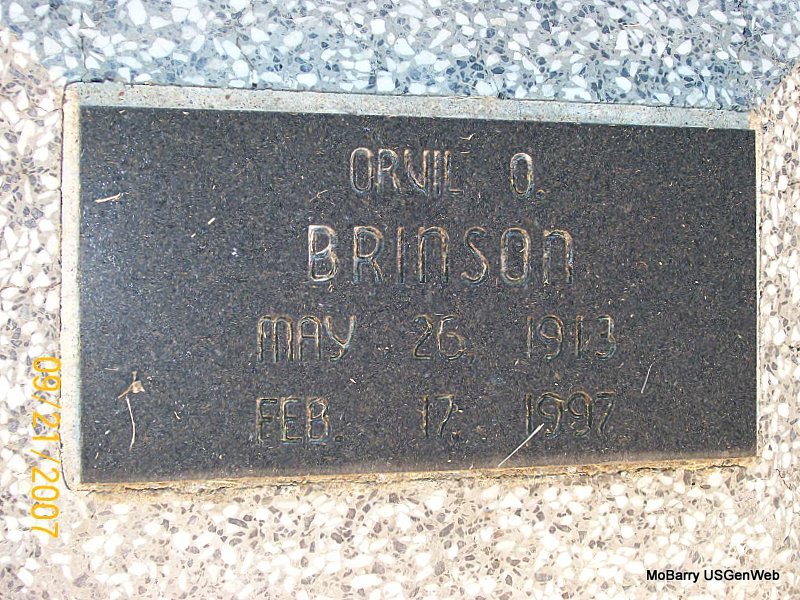 ORVIL O.
BRINSON
MAY 26, 1913
FEB. 17, 1997
09/21/2007
MoBarry USGenWeb